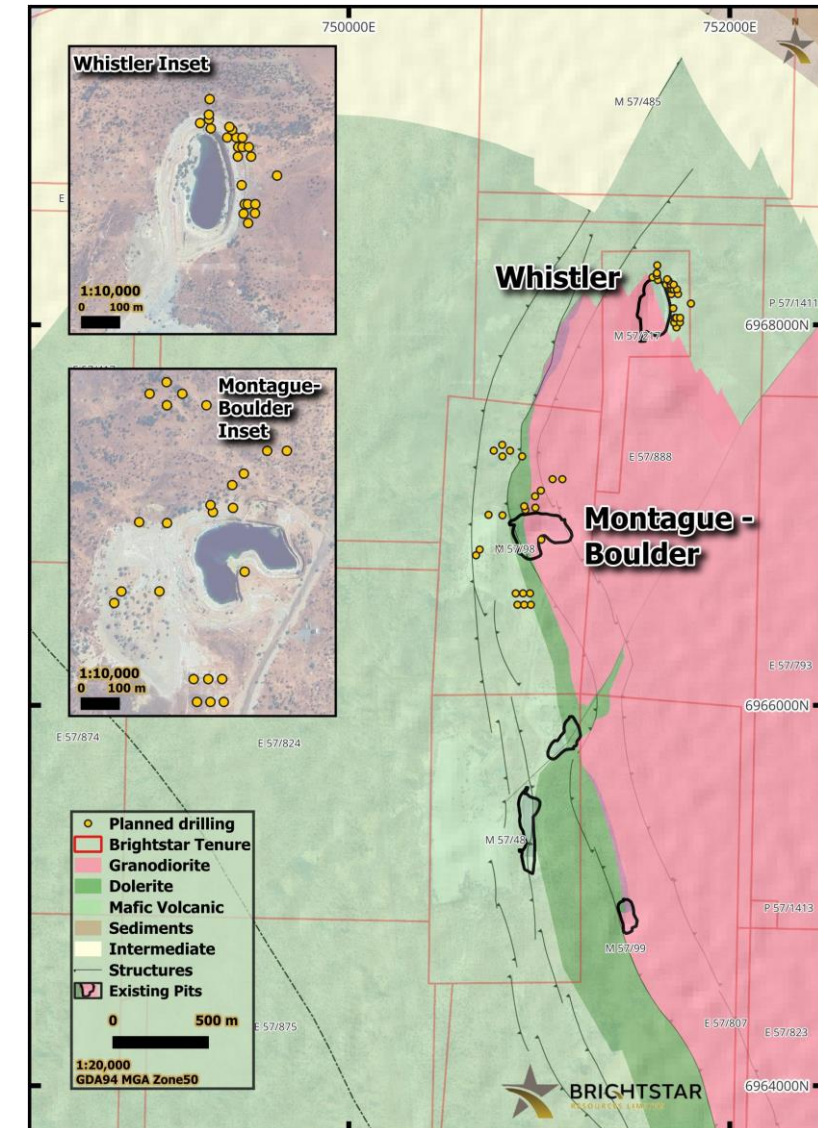 750000E
752000E
N
Whistler Inset
1:10,000
0 100 m
Montague-
Boulder
Inset
1:10,000
0 100 m
M 57/485
Whistler
P 57/1411
6968000N
M 57/217
E 57/888
Montague -
Boulder
M 57/98
E 57/793
6966000N
E 57/874
E 57/824
M 57/48
P 57/1413
M 57/99
E 57/875
E 57/807
E 57/823
6964000N
Planned drilling
Brightstar Tenure
Granodiorite
Dolerite
Mafic Volcanic
Sediments
Intermediate
Structures
Existing Pits
0 500 m
1:20,000
GDA94 MGA Zone50
BRIGHTSTAR
RESOURCES LIMITED